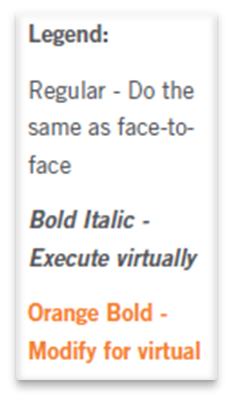 Legend:
Regular - Do the
same as face-to-
face
Bold Italic -
Execute virtually
Orange Bold -
Modify for virtual